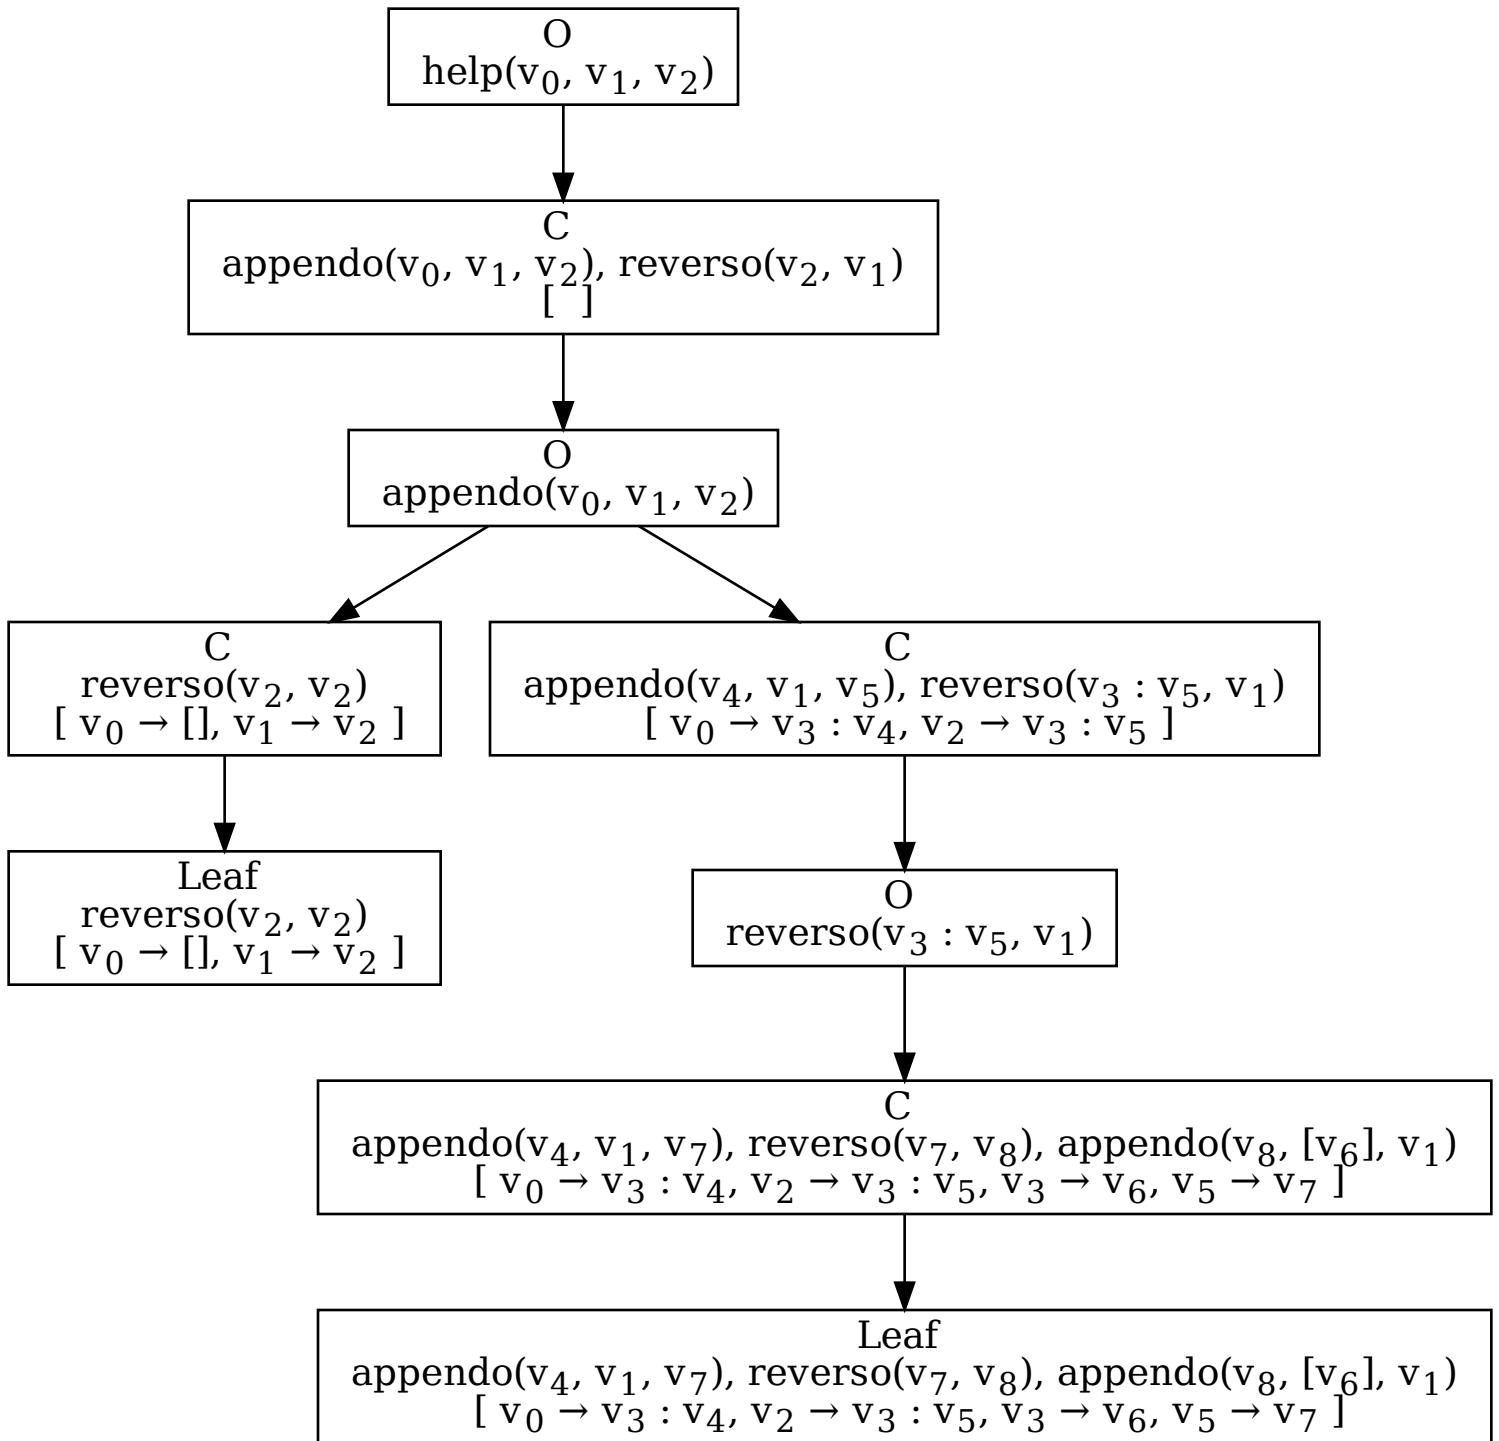 O
help(v₀, v₁, v₂)
C
appendo(v₀, v₁, v₂), reverso(v₂, v₁)
[ ]
O
appendo(v₀, v₁, v₂)
C
reverso(v₂, v₂)
[ v₀ → [], v₁ → v₂ ]
C
appendo(v₄, v₁, v₅), reverso(v₃ : v₅, v₁)
[ v₀ → v₃ : v₄, v₂ → v₃ : v₅ ]
Leaf
reverso(v₂, v₂)
[ v₀ → [], v₁ → v₂ ]
O
reverso(v₃ : v₅, v₁)
C
appendo(v₄, v₁, v₇), reverso(v₇, v₈), appendo(v₈, [v₆], v₁)
[ v₀ → v₃ : v₄, v₂ → v₃ : v₅, v₃ → v₆, v₅ → v₇ ]
Leaf
appendo(v₄, v₁, v₇), reverso(v₇, v₈), appendo(v₈, [v₆], v₁)
[ v₀ → v₃ : v₄, v₂ → v₃ : v₅, v₃ → v₆, v₅ → v₇ ]